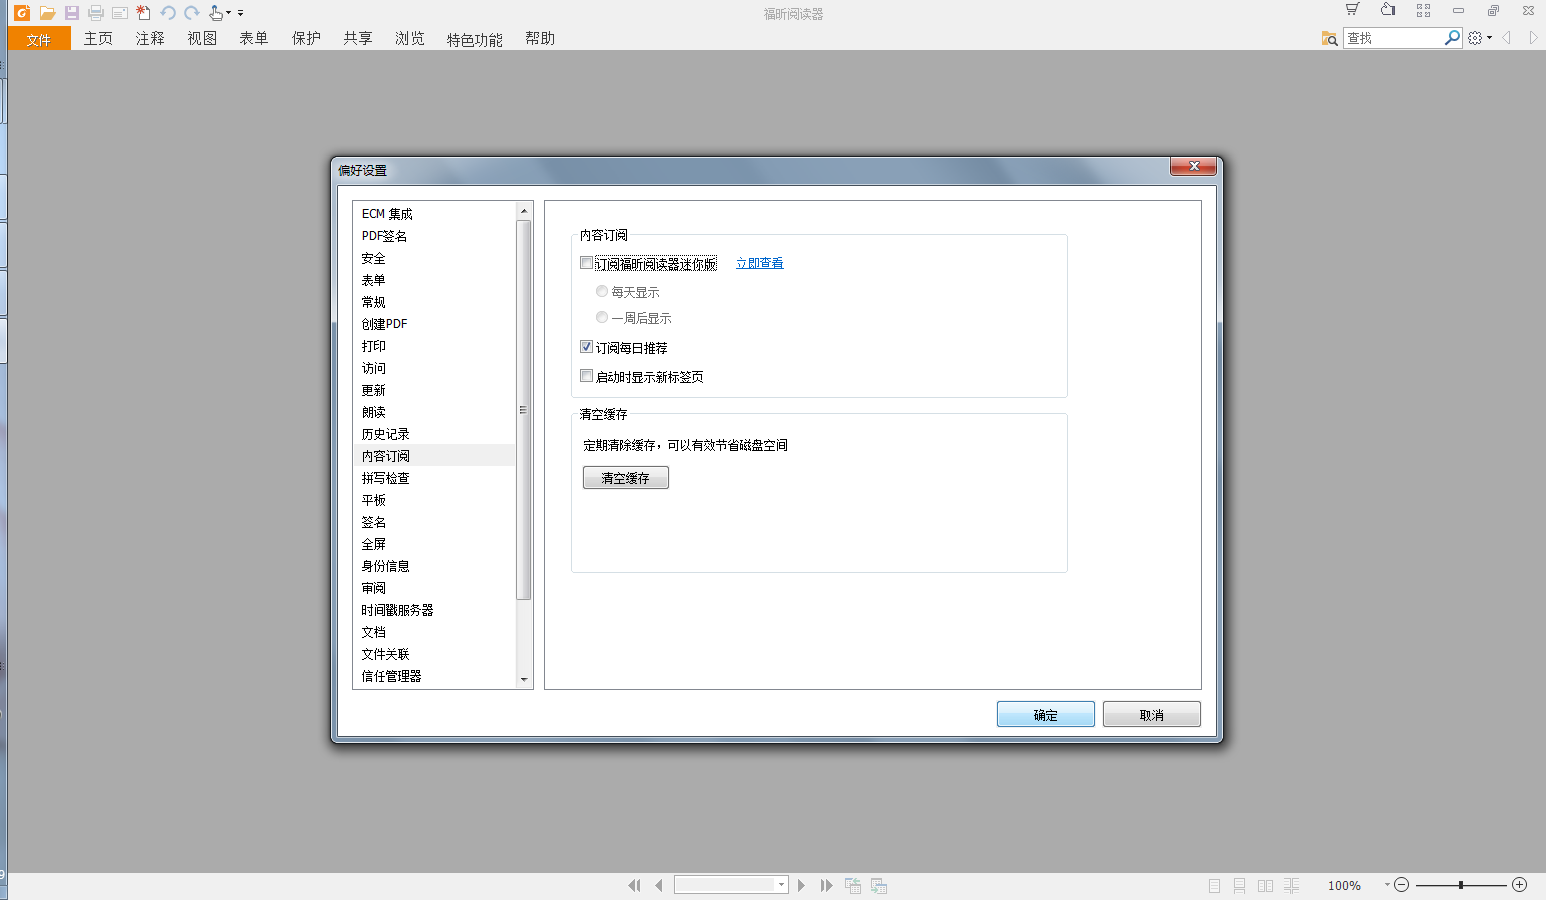 福昕阅读器
文件 主页 注释 视图 表单 保护 共享 浏览 特色功能 帮助 查找
偏好设置
ECM 集成
PDF签名
安全
表单
常规
创建PDF
打印
访问
更新
朗读
历史记录
内容订阅
拼写检查
平板
签名
全屏
身份信息
审阅
时间戳服务器
文档
文件关联
信任管理器
内容订阅
订阅福昕阅读器迷你版 立即查看
每天显示
一周后显示
订阅每日推荐
启动时显示新标签页
清空缓存
定期清除缓存，可以有效节省磁盘空间
清空缓存
确定 取消
9
100%